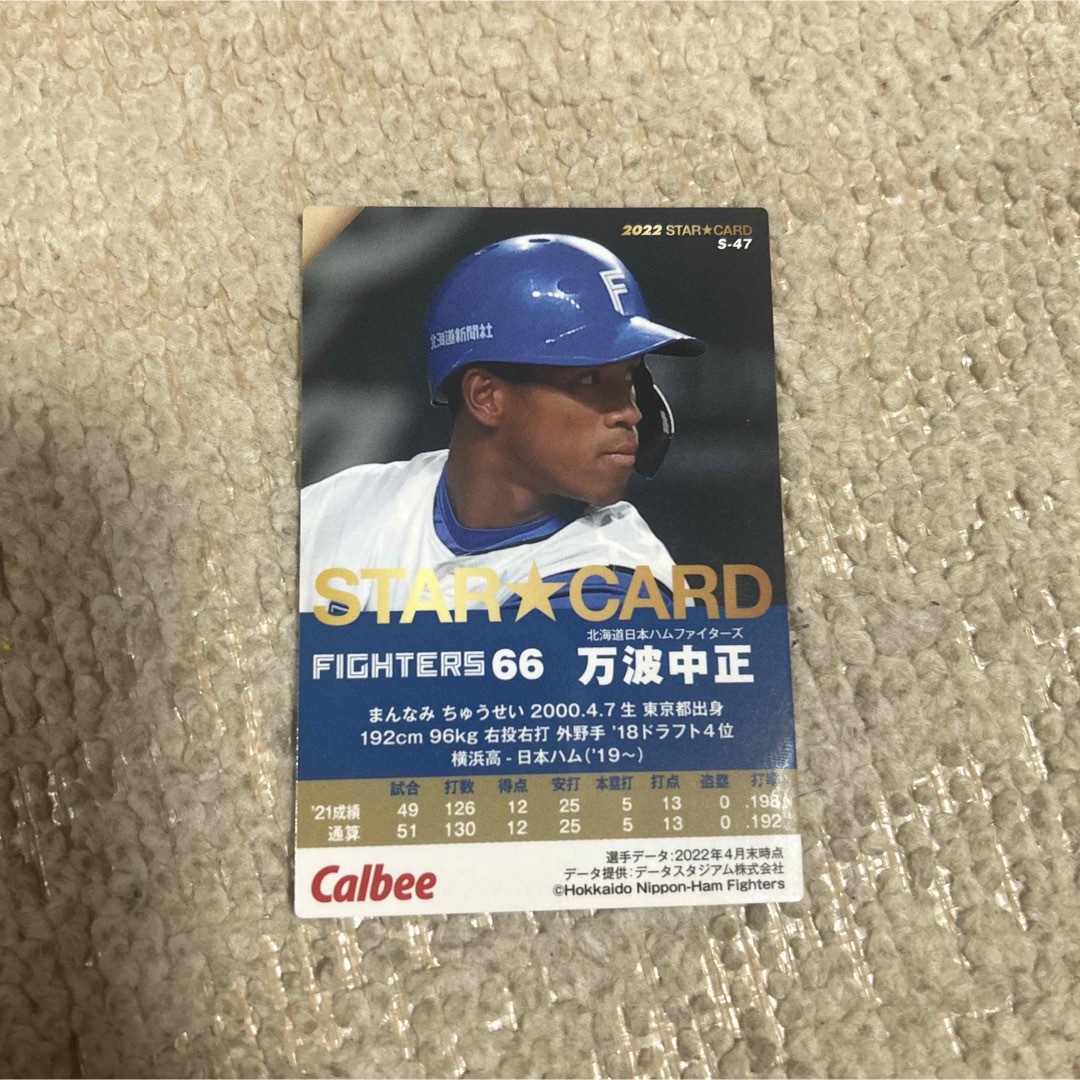 2022 STAR★CARD
S-47
F
北海道新聞社
STAR★CARD
北海道日本ハムファイターズ
FIGHTERS 66 万波中正
まんなみ ちゅうせい 2000.4.7生 東京都出身
192cm 96kg 右投右打 外野手 '18ドラフト4位
横浜高 - 日本ハム('19～)
試合 打数 得点 安打 本塁打 打点 盗塁 打率
'21成績 49 126 12 25 5 13 0 .198
通算 51 130 12 25 5 13 0 .192
選手データ:2022年4月末時点
データ提供:データスタジアム株式会社
©Hokkaido Nippon-Ham Fighters
Calbee